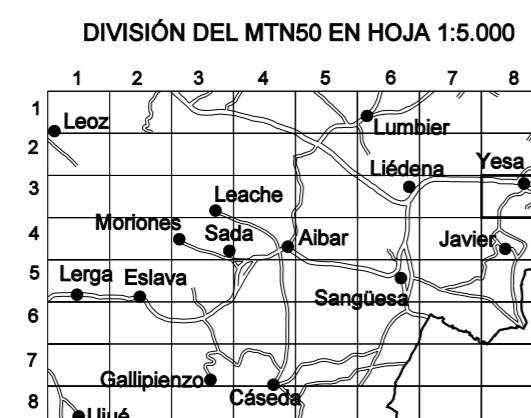 DIVISIÓN DEL MTN50 EN HOJA 1:5.000
1 2 3 4 5 6 7 8
1
Leoz
Lumbier
2
Liédena
Yesa
3
Leache
Moriones
Sada
4
Aibar
Javier
5
Lerga
Eslava
Sangüesa
6
7
Gallipienzo
Cáseda
8
Ujué